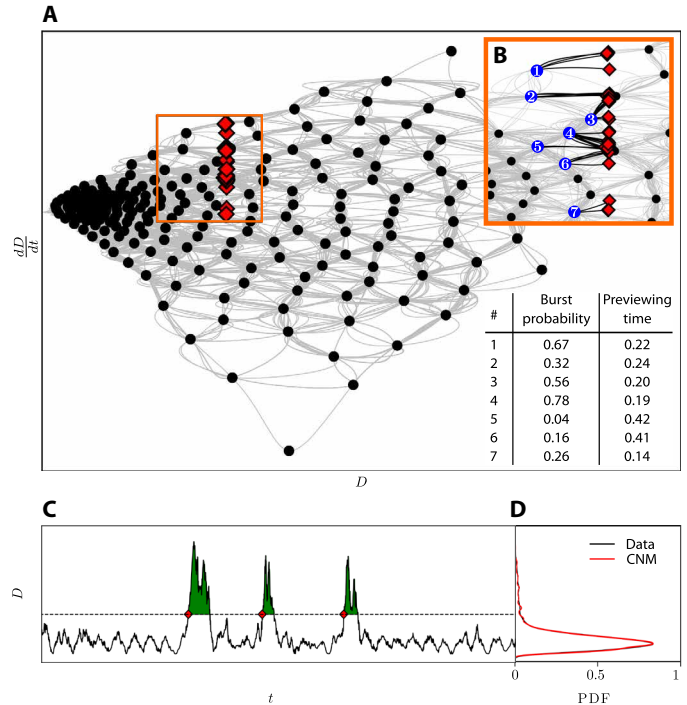 A
B
1
2
3
4
5
6
7
dD
dt
# Burst probability Previewing time
1 0.67 0.22
2 0.32 0.24
3 0.56 0.20
4 0.78 0.19
5 0.04 0.42
6 0.16 0.41
7 0.26 0.14
D
C
D
D
Data
CNM
0 0.5 1
t
PDF